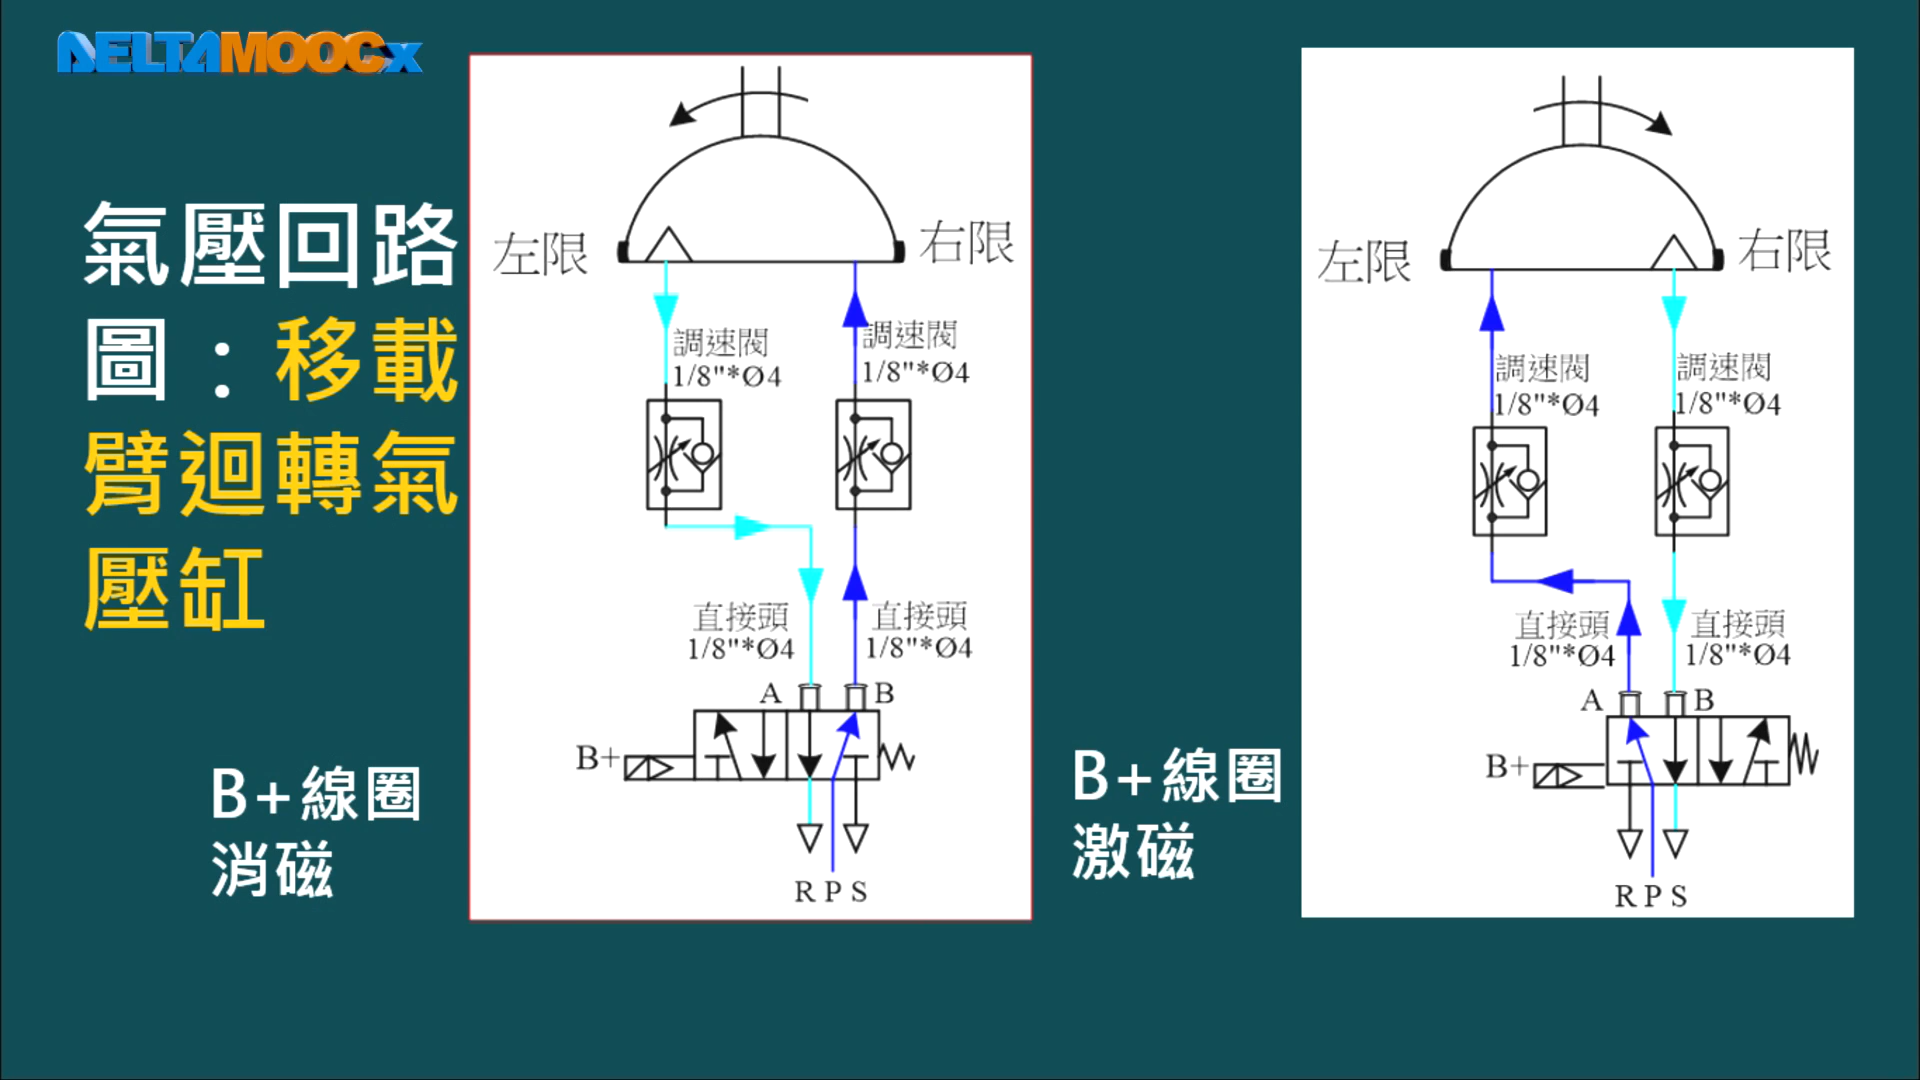 DELTAMOOCx
氣壓回路
圖：移載
臂迴轉氣
壓缸
B+線圈
消磁
左限
右限
調速閥
1/8"*Ø4
調速閥
1/8"*Ø4
直接頭
1/8"*Ø4
直接頭
1/8"*Ø4
A
B
B+
R P S
B+線圈
激磁
左限
右限
調速閥
1/8"*Ø4
調速閥
1/8"*Ø4
直接頭
1/8"*Ø4
直接頭
1/8"*Ø4
A
B
B+
R P S